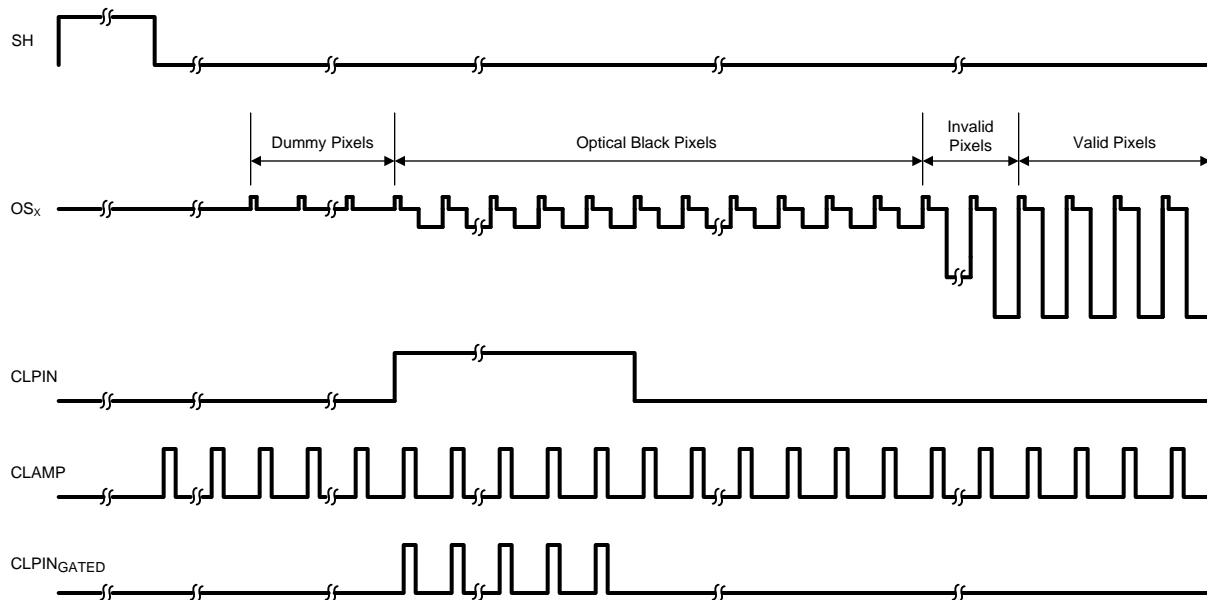 SH
Dummy Pixels
Optical Black Pixels
Invalid
Pixels
Valid Pixels
OSX
CLPIN
CLAMP
CLPINGATED